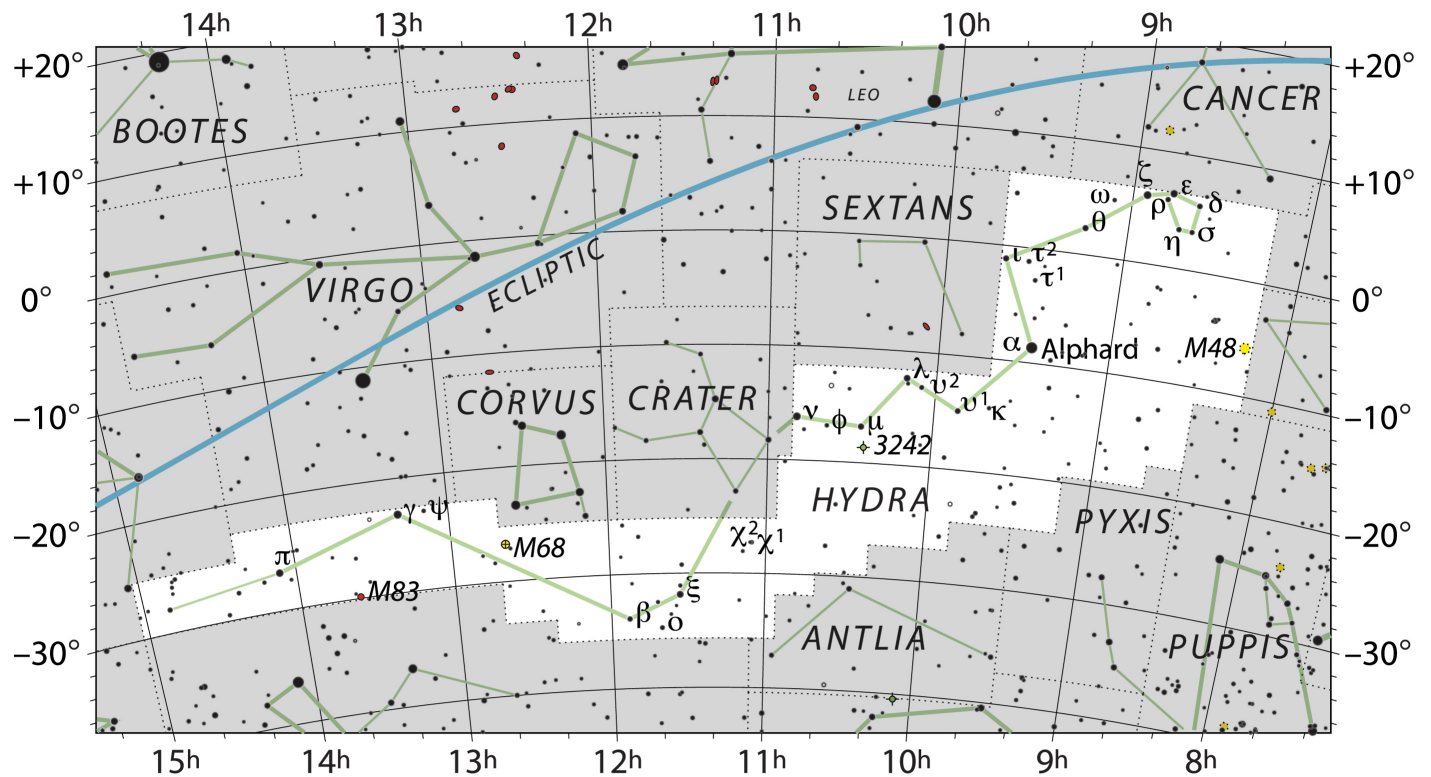 14h 13h 12h 11h 10h 9h
+20° +20°
LEO
CANCER
BOOTES
+10° +10°
ζ ε
ω ρ δ
SEXTANS
θ
η σ
ι τ² τ¹
ECLIPTIC
VIRGO
0° 0°
α Alphard
M48
λ υ²
CORVUS
CRATER
υ¹ κ
−10° −10°
ν φ μ
3242
HYDRA
γ ψ
PYXIS
−20° −20°
χ² χ¹
M68
π
M83
ξ
β ο
ANTLIA
PUPPIS
−30° −30°
15h 14h 13h 12h 11h 10h 9h 8h